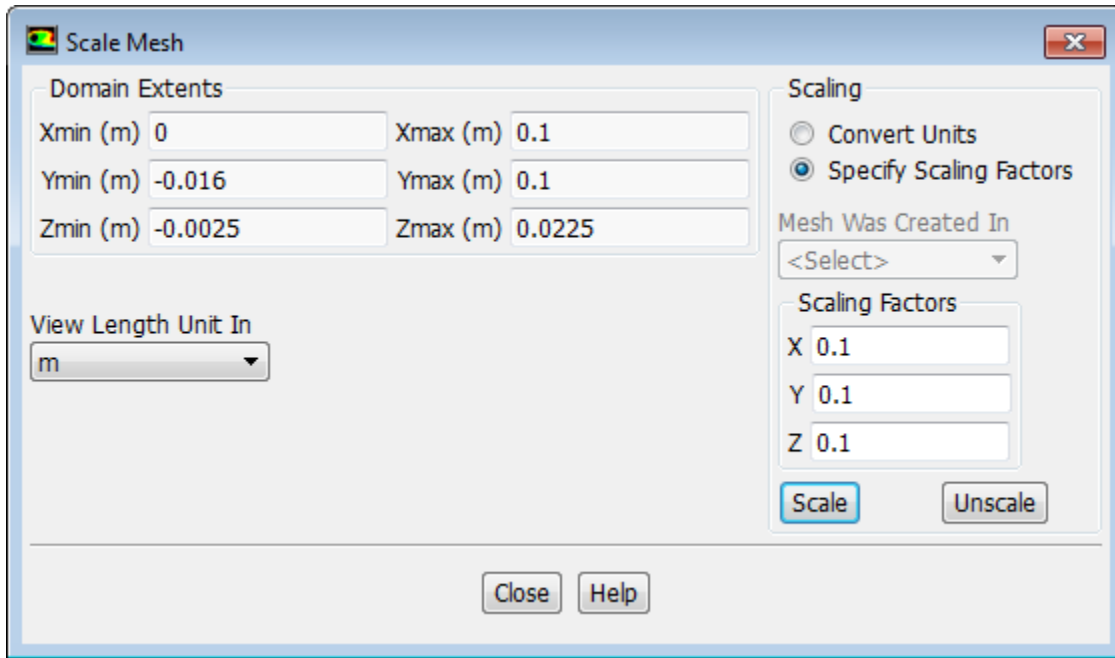 Scale Mesh
Domain Extents
Xmin (m) 0 Xmax (m) 0.1
Ymin (m) -0.016 Ymax (m) 0.1
Zmin (m) -0.0025 Zmax (m) 0.0225
View Length Unit In
m
Scaling
Convert Units
Specify Scaling Factors
Mesh Was Created In
<Select>
Scaling Factors
X 0.1
Y 0.1
Z 0.1
Scale Unscale
Close Help